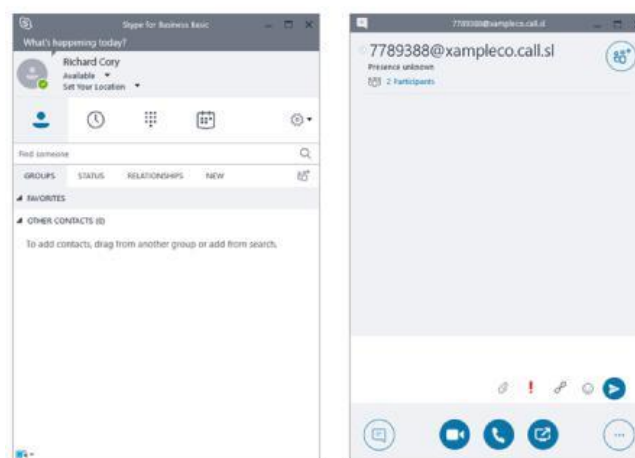 Skype for Business Basic
What's happening today?
Richard Cory
Available
Set Your Location
Find someone
GROUPS STATUS RELATIONSHIPS NEW
FAVORITES
OTHER CONTACTS (0)
To add contacts, drag from another group or add from search.
7789388@xampleco.call.sl
7789388@xampleco.call.sl
Presence unknown
2 Participants